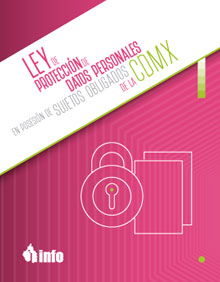 LEY DE
PROTECCIÓN DE
DATOS PERSONALES
EN POSESIÓN DE SUJETOS OBLIGADOS
DE LA CDMX
info